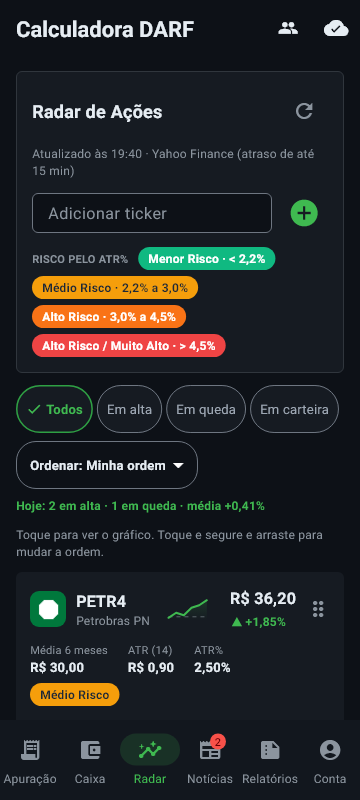 Calculadora DARF
Radar de Ações
Atualizado às 19:40 · Yahoo Finance (atraso de até
15 min)
Adicionar ticker
RISCO PELO ATR%
Menor Risco · < 2,2%
Médio Risco · 2,2% a 3,0%
Alto Risco · 3,0% a 4,5%
Alto Risco / Muito Alto · > 4,5%
Todos
Em alta
Em queda
Em carteira
Ordenar: Minha ordem
Hoje: 2 em alta · 1 em queda · média +0,41%
Toque para ver o gráfico. Toque e segure e arraste para
mudar a ordem.
PETR4
Petrobras PN
R$ 36,20
▲ +1,85%
Média 6 meses
R$ 30,00
ATR (14)
R$ 0,90
ATR%
2,50%
Médio Risco
2
Apuração
Caixa
Radar
Notícias
Relatórios
Conta